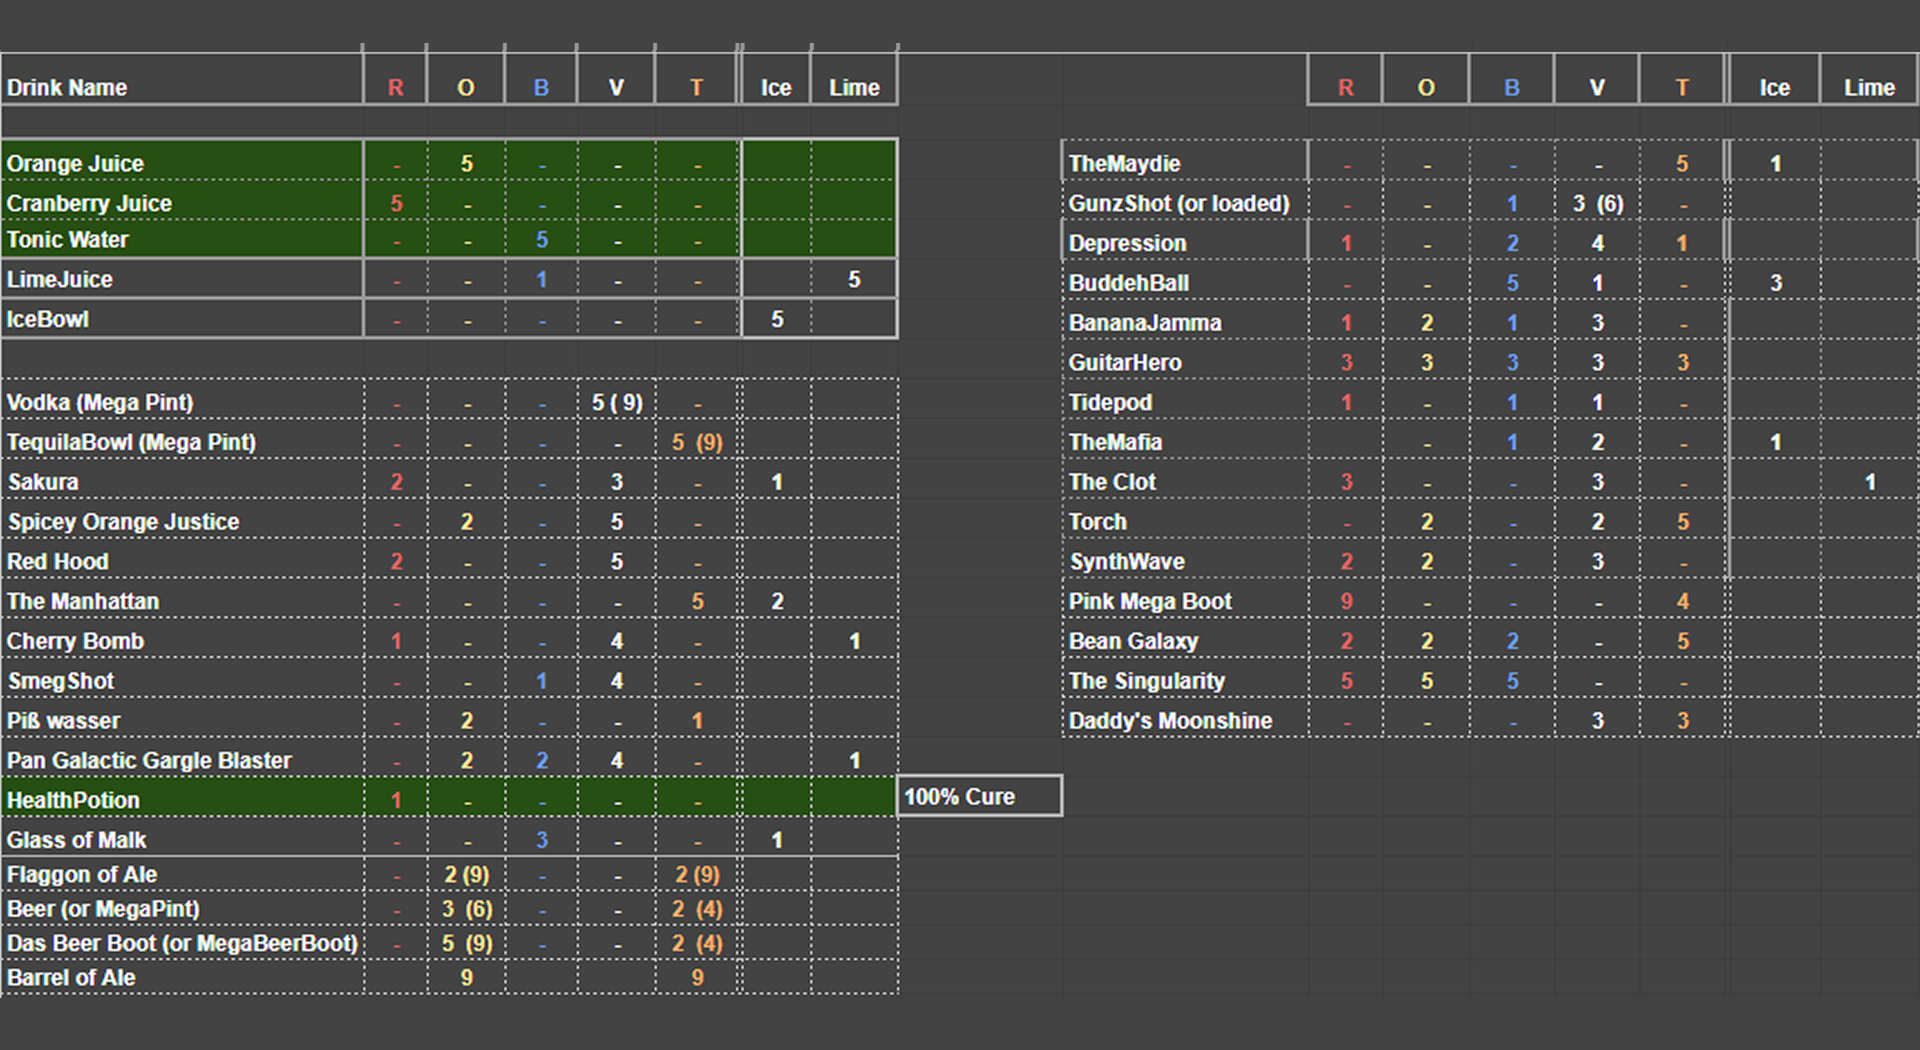 Drink Name R O B V T Ice Lime
Orange Juice - 5 - - -
Cranberry Juice 5 - - - -
Tonic Water - - 5 - -
LimeJuice - - 1 - - 5
IceBowl - - - - - 5
Vodka (Mega Pint) - - - 5 ( 9) -
TequilaBowl (Mega Pint) - - - - 5 (9)
Sakura 2 - - 3 - 1
Spicey Orange Justice - 2 - 5 -
Red Hood 2 - - 5 -
The Manhattan - - - - 5 2
Cherry Bomb 1 - - 4 - 1
SmegShot - - 1 4 -
Piß wasser - 2 - - 1
Pan Galactic Gargle Blaster - 2 2 4 - 1
HealthPotion 1 - - - - 100% Cure
Glass of Malk - - 3 - - 1
Flaggon of Ale - 2 (9) - - 2 (9)
Beer (or MegaPint) - 3 (6) - - 2 (4)
Das Beer Boot (or MegaBeerBoot) - 5 (9) - - 2 (4)
Barrel of Ale 9 9
R O B V T Ice Lime
TheMaydie - - - - 5 1
GunzShot (or loaded) - - 1 3 (6) -
Depression 1 - 2 4 1
BuddehBall - - 5 1 - 3
BananaJamma 1 2 1 3 -
GuitarHero 3 3 3 3 3
Tidepod 1 - 1 1 -
TheMafia - 1 2 - 1
The Clot 3 - - 3 - 1
Torch - 2 - 2 5
SynthWave 2 2 - 3 -
Pink Mega Boot 9 - - - 4
Bean Galaxy 2 2 2 - 5
The Singularity 5 5 5 - -
Daddy's Moonshine - - - 3 3